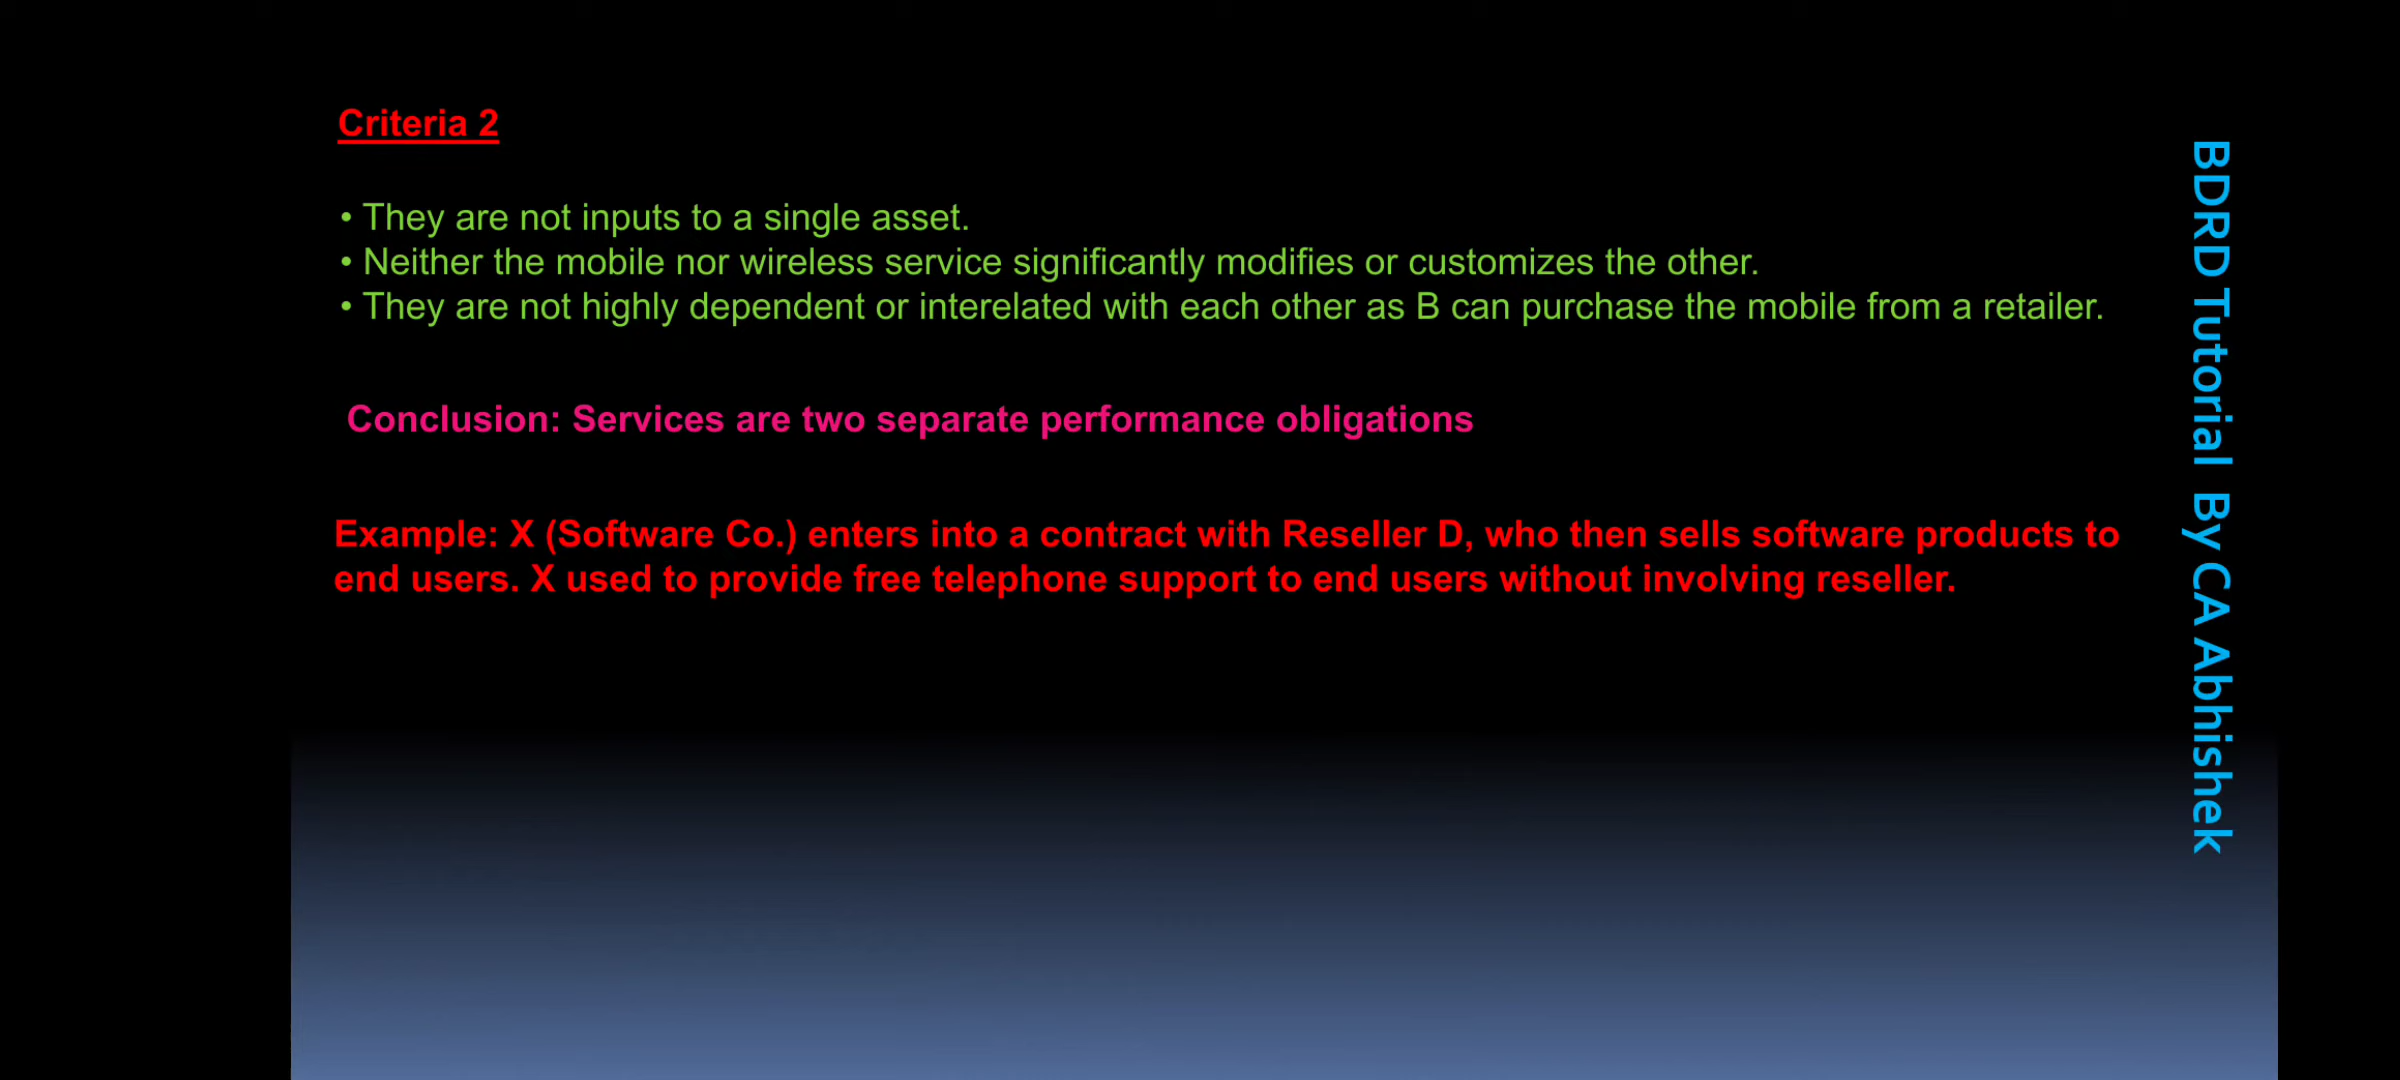 Criteria 2
• They are not inputs to a single asset.
• Neither the mobile nor wireless service significantly modifies or customizes the other.
• They are not highly dependent or interelated with each other as B can purchase the mobile from a retailer.
Conclusion: Services are two separate performance obligations
Example: X (Software Co.) enters into a contract with Reseller D, who then sells software products to
end users. X used to provide free telephone support to end users without involving reseller.
BDRD Tutorial By CA Abhishek